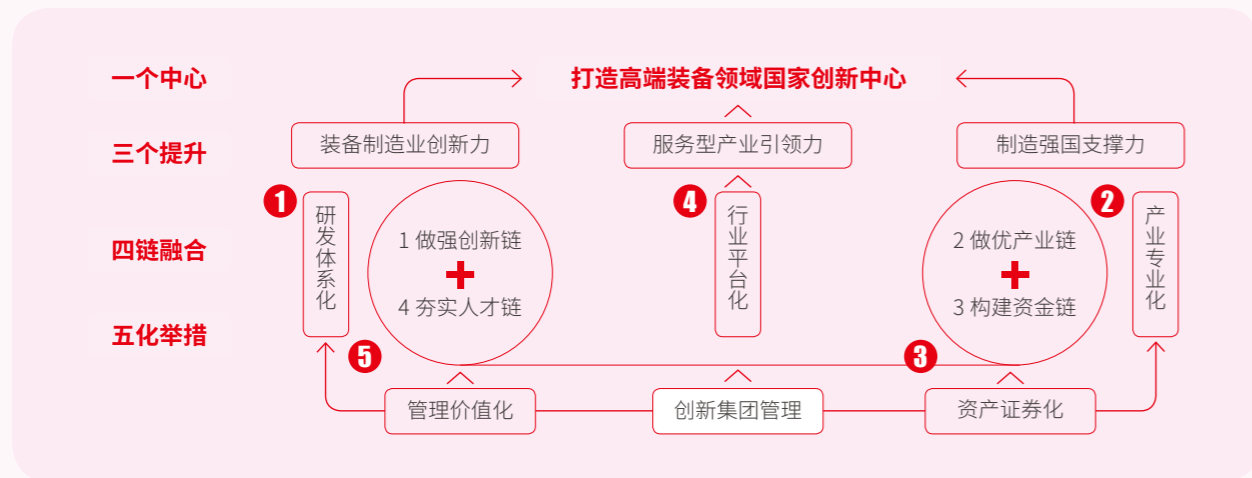 一个中心
打造高端装备领域国家创新中心
三个提升
装备制造业创新力
服务型产业引领力
制造强国支撑力
四链融合
五化举措
1
研发体系化
1 做强创新链
+
4 夯实人才链
4
行业平台化
2 做优产业链
+
3 构建资金链
2
产业专业化
5
3
管理价值化
创新集团管理
资产证券化